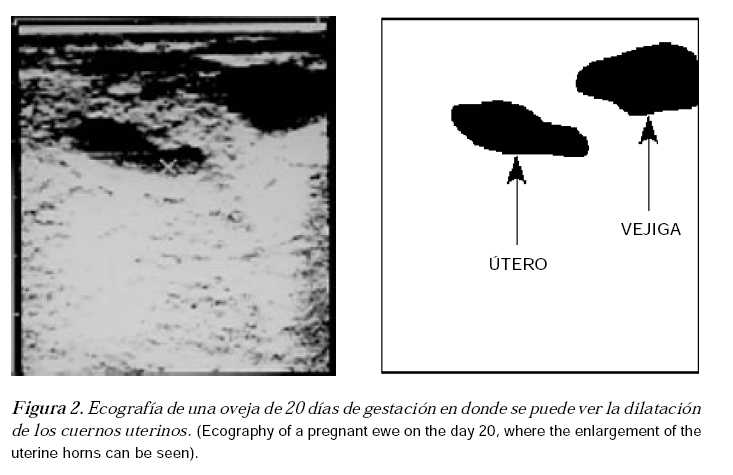 VEJIGA
ÚTERO
Figura 2. Ecografía de una oveja de 20 días de gestación en donde se puede ver la dilatación
de los cuernos uterinos. (Ecography of a pregnant ewe on the day 20, where the enlargement of the
uterine horns can be seen).